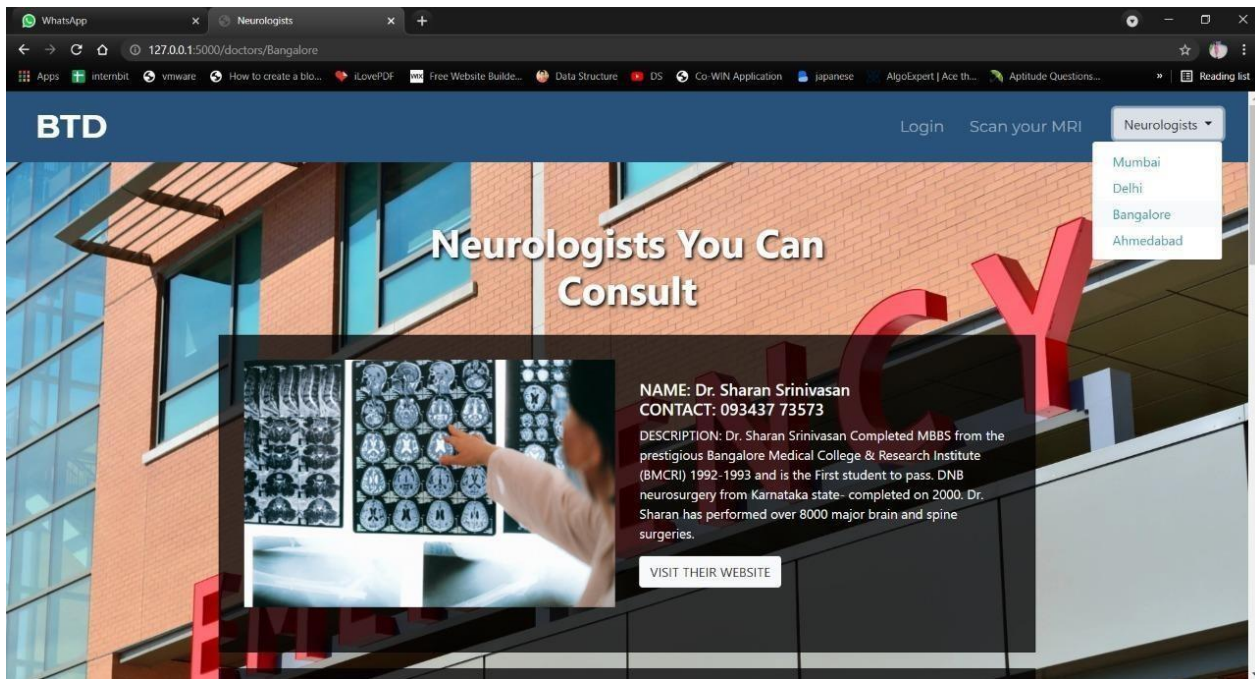 WhatsApp
Neurologists
127.0.0.1:5000/doctors/Bangalore
Apps internbit vmware How to create a blo... iLovePDF WIX Free Website Builde... Data Structure DS Co-WIN Application japanese AlgoExpert | Ace th... Aptitude Questions... » Reading list
BTD
Login Scan your MRI Neurologists
Mumbai
Delhi
Bangalore
Ahmedabad
Neurologists You Can
Consult
NAME: Dr. Sharan Srinivasan
CONTACT: 093437 73573
DESCRIPTION: Dr. Sharan Srinivasan Completed MBBS from the
prestigious Bangalore Medical College & Research Institute
(BMCRI) 1992-1993 and is the First student to pass. DNB
neurosurgery from Karnataka state- completed on 2000. Dr.
Sharan has performed over 8000 major brain and spine
surgeries.
VISIT THEIR WEBSITE
EMERGENCY